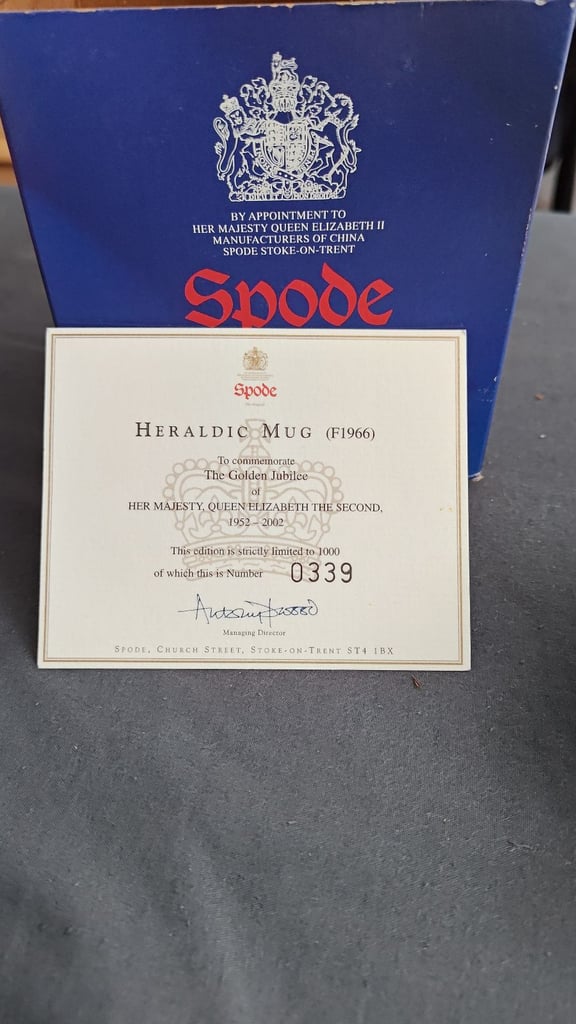 BY APPOINTMENT TO
HER MAJESTY QUEEN ELIZABETH II
MANUFACTURERS OF CHINA
SPODE STOKE-ON-TRENT
Spode
Spode
HERALDIC MUG (F1966)
To commemorate
The Golden Jubilee
of
HER MAJESTY, QUEEN ELIZABETH THE SECOND,
1952 – 2002
This edition is strictly limited to 1000
of which this is Number 0339
Managing Director
SPODE, CHURCH STREET, STOKE-ON-TRENT ST4 1BX